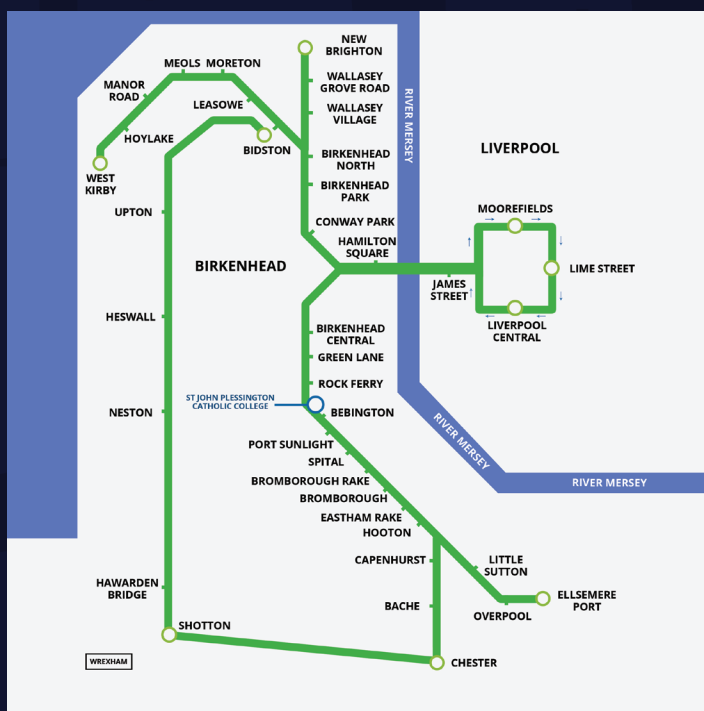 NEW
BRIGHTON
MEOLS MORETON
WALLASEY
GROVE ROAD
MANOR
ROAD
LEASOWE
WALLASEY
VILLAGE
RIVER MERSEY
HOYLAKE
BIDSTON
LIVERPOOL
BIRKENHEAD
NORTH
WEST
KIRBY
BIRKENHEAD
PARK
UPTON
MOOREFIELDS
CONWAY PARK
HAMILTON
SQUARE
BIRKENHEAD
LIME STREET
JAMES
STREET
HESWALL
LIVERPOOL
CENTRAL
BIRKENHEAD
CENTRAL
GREEN LANE
ROCK FERRY
ST JOHN PLESSINGTON
CATHOLIC COLLEGE
NESTON
BEBINGTON
RIVER MERSEY
PORT SUNLIGHT
SPITAL
BROMBOROUGH RAKE
RIVER MERSEY
BROMBOROUGH
EASTHAM RAKE
HOOTON
CAPENHURST
LITTLE
SUTTON
HAWARDEN
BRIDGE
ELLSEMERE
PORT
BACHE
OVERPOOL
SHOTTON
WREXHAM
CHESTER